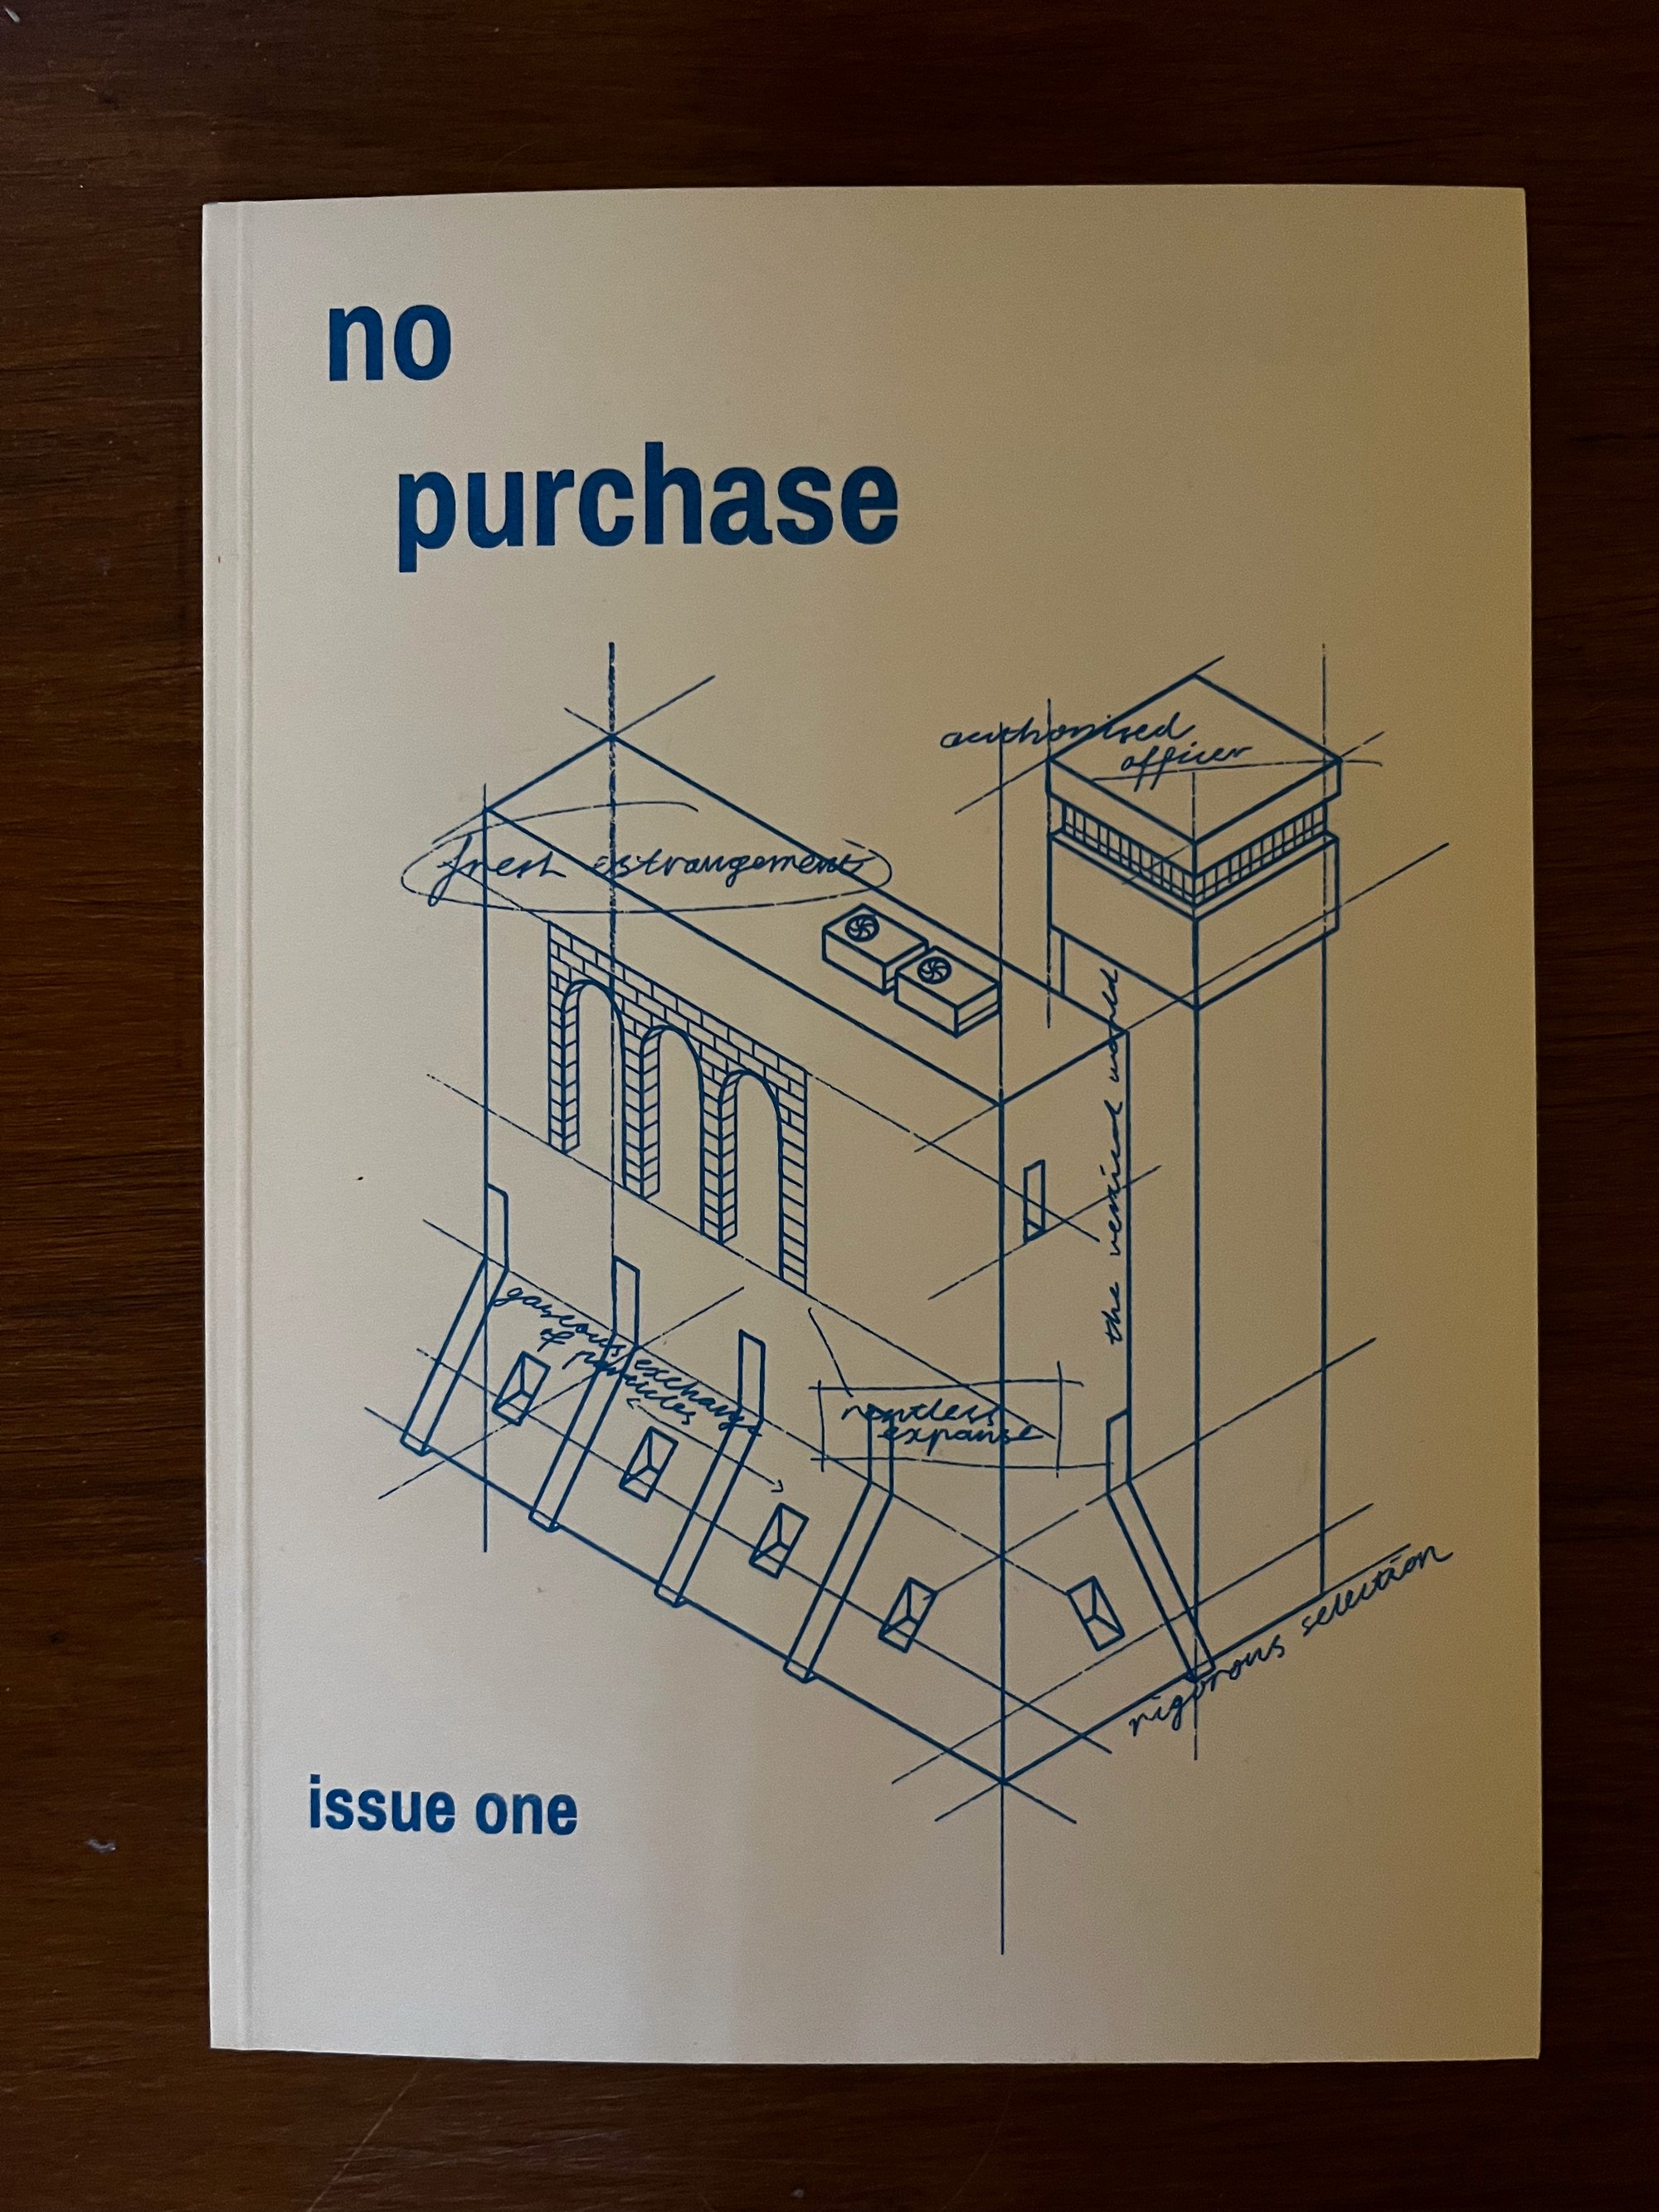 no
purchase
authorised
officer
fresh estrangement
the vertical world
gaseous exchange
of particles
rentless
expanse
rigorous selection
issue one